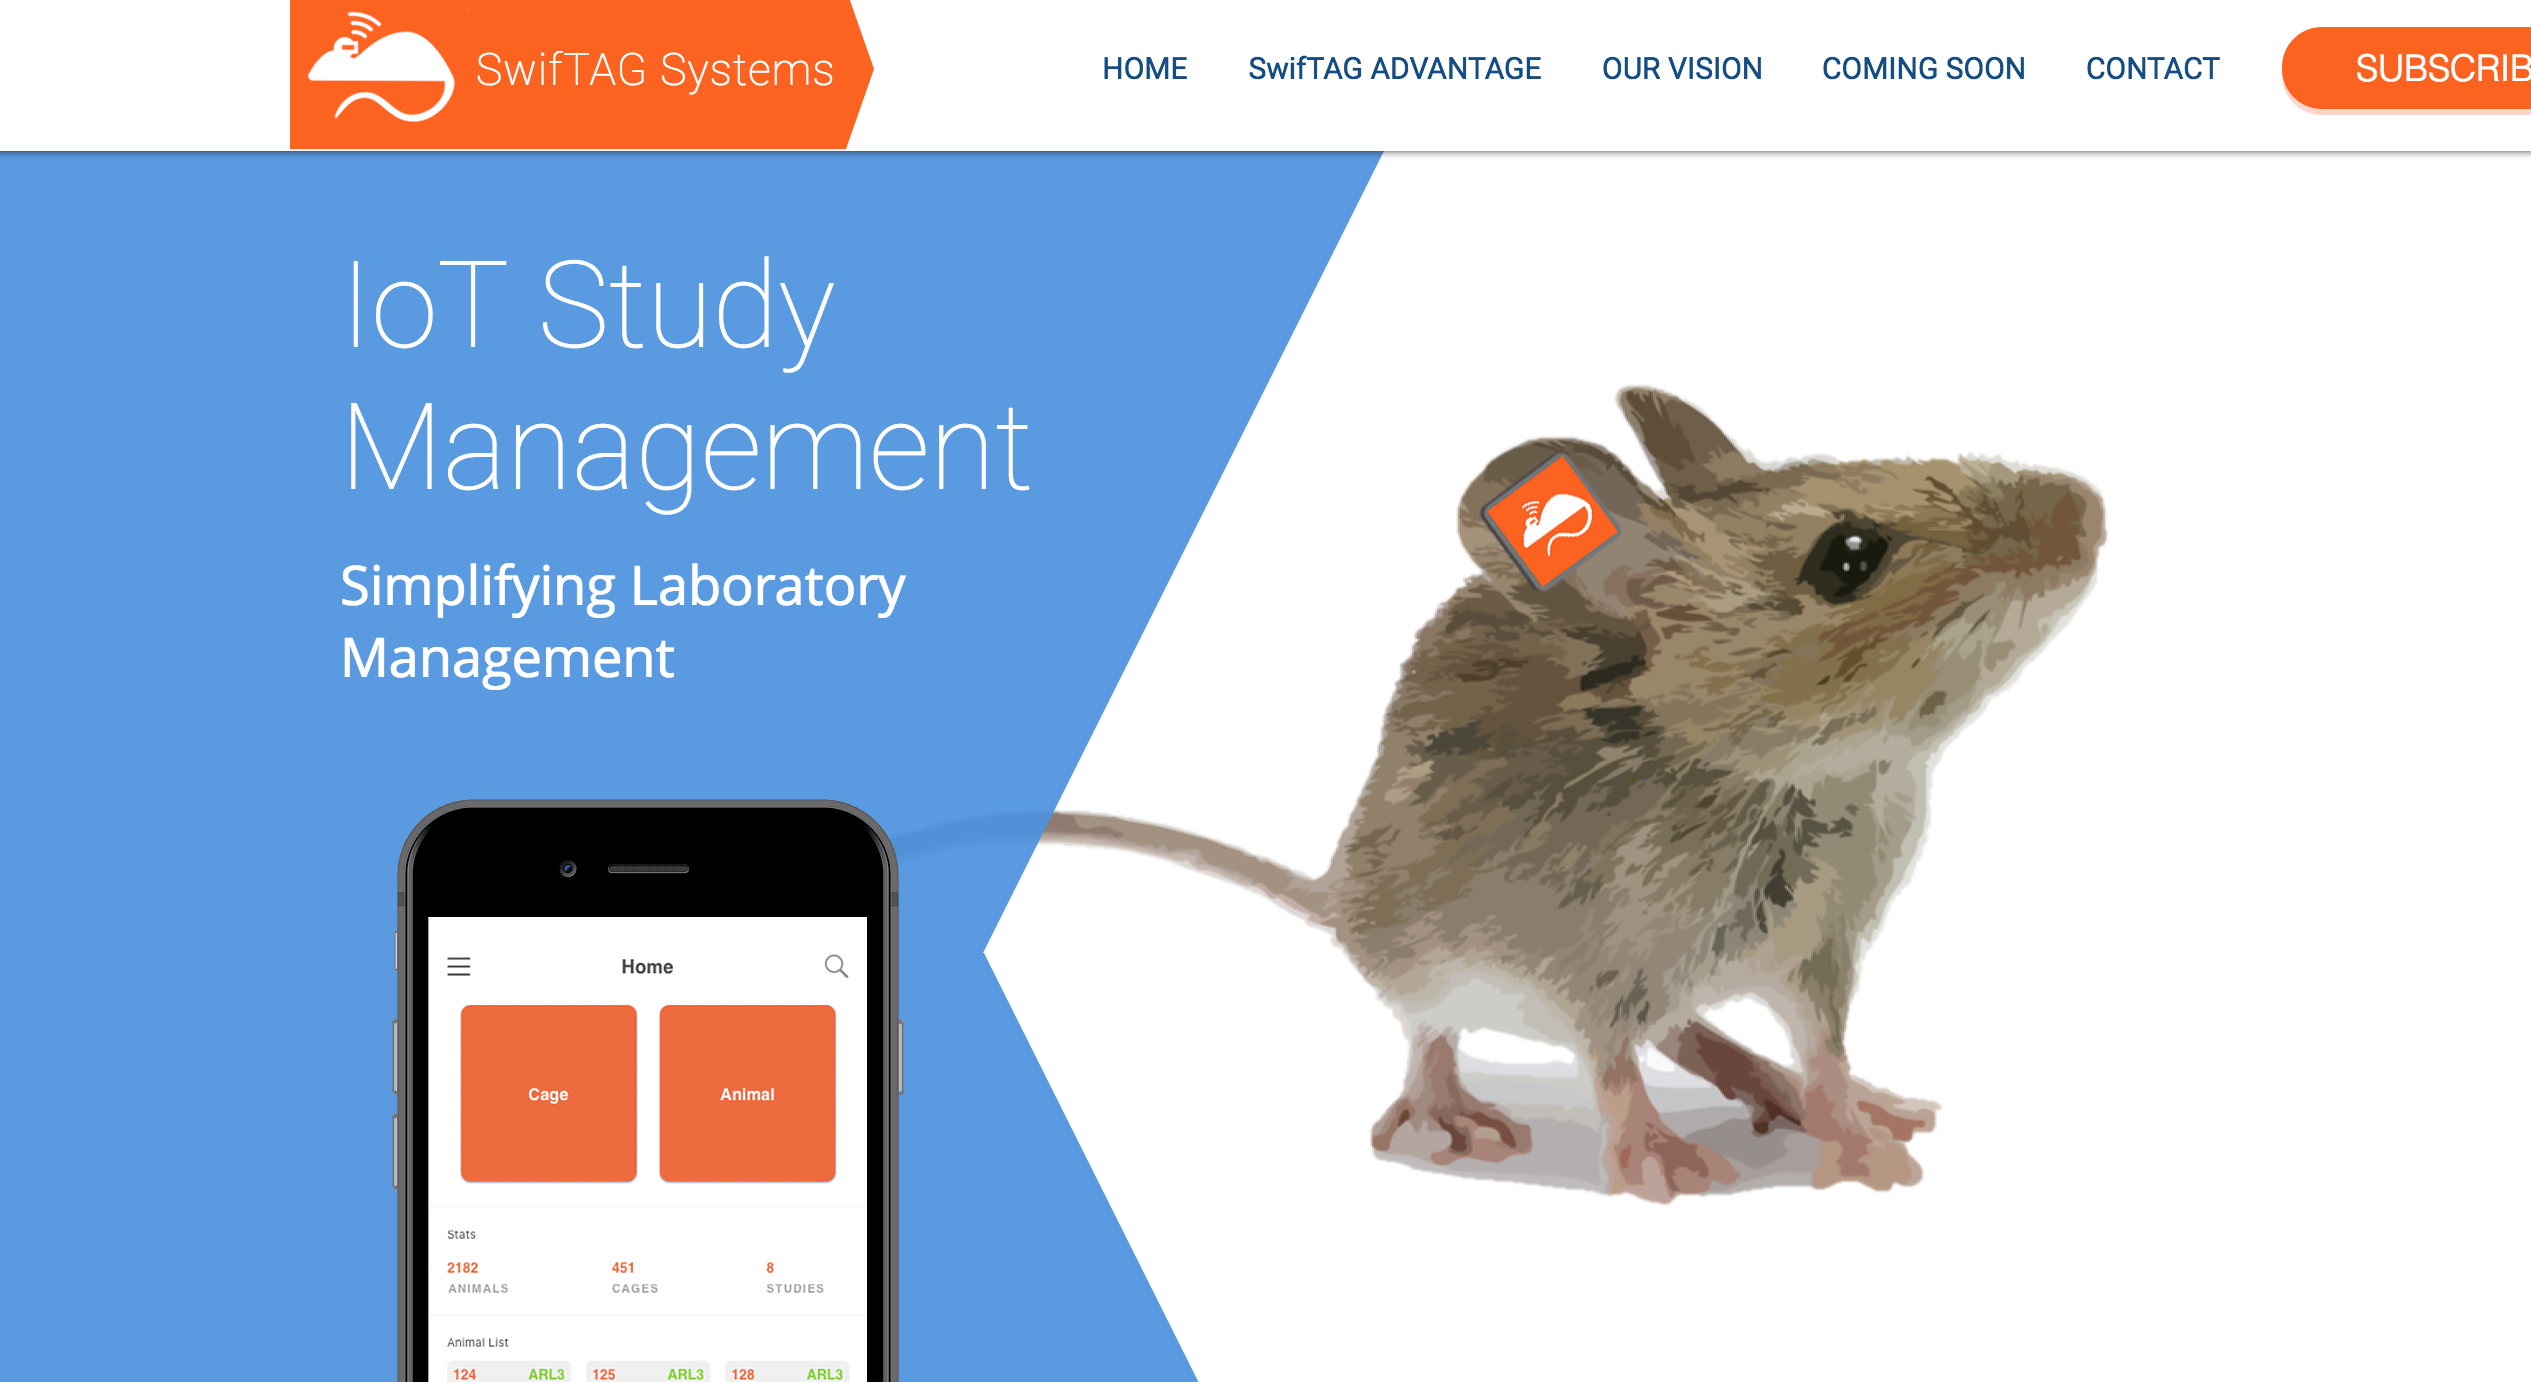 SwifTAG Systems
HOME
SwifTAG ADVANTAGE
OUR VISION
COMING SOON
CONTACT
SUBSCRIB
IoT Study
Management
Simplifying Laboratory
Management
Home
Cage
Animal
Stats
2182
ANIMALS
451
CAGES
8
STUDIES
Animal List
124 ARL3
125 ARL3
128 ARL3